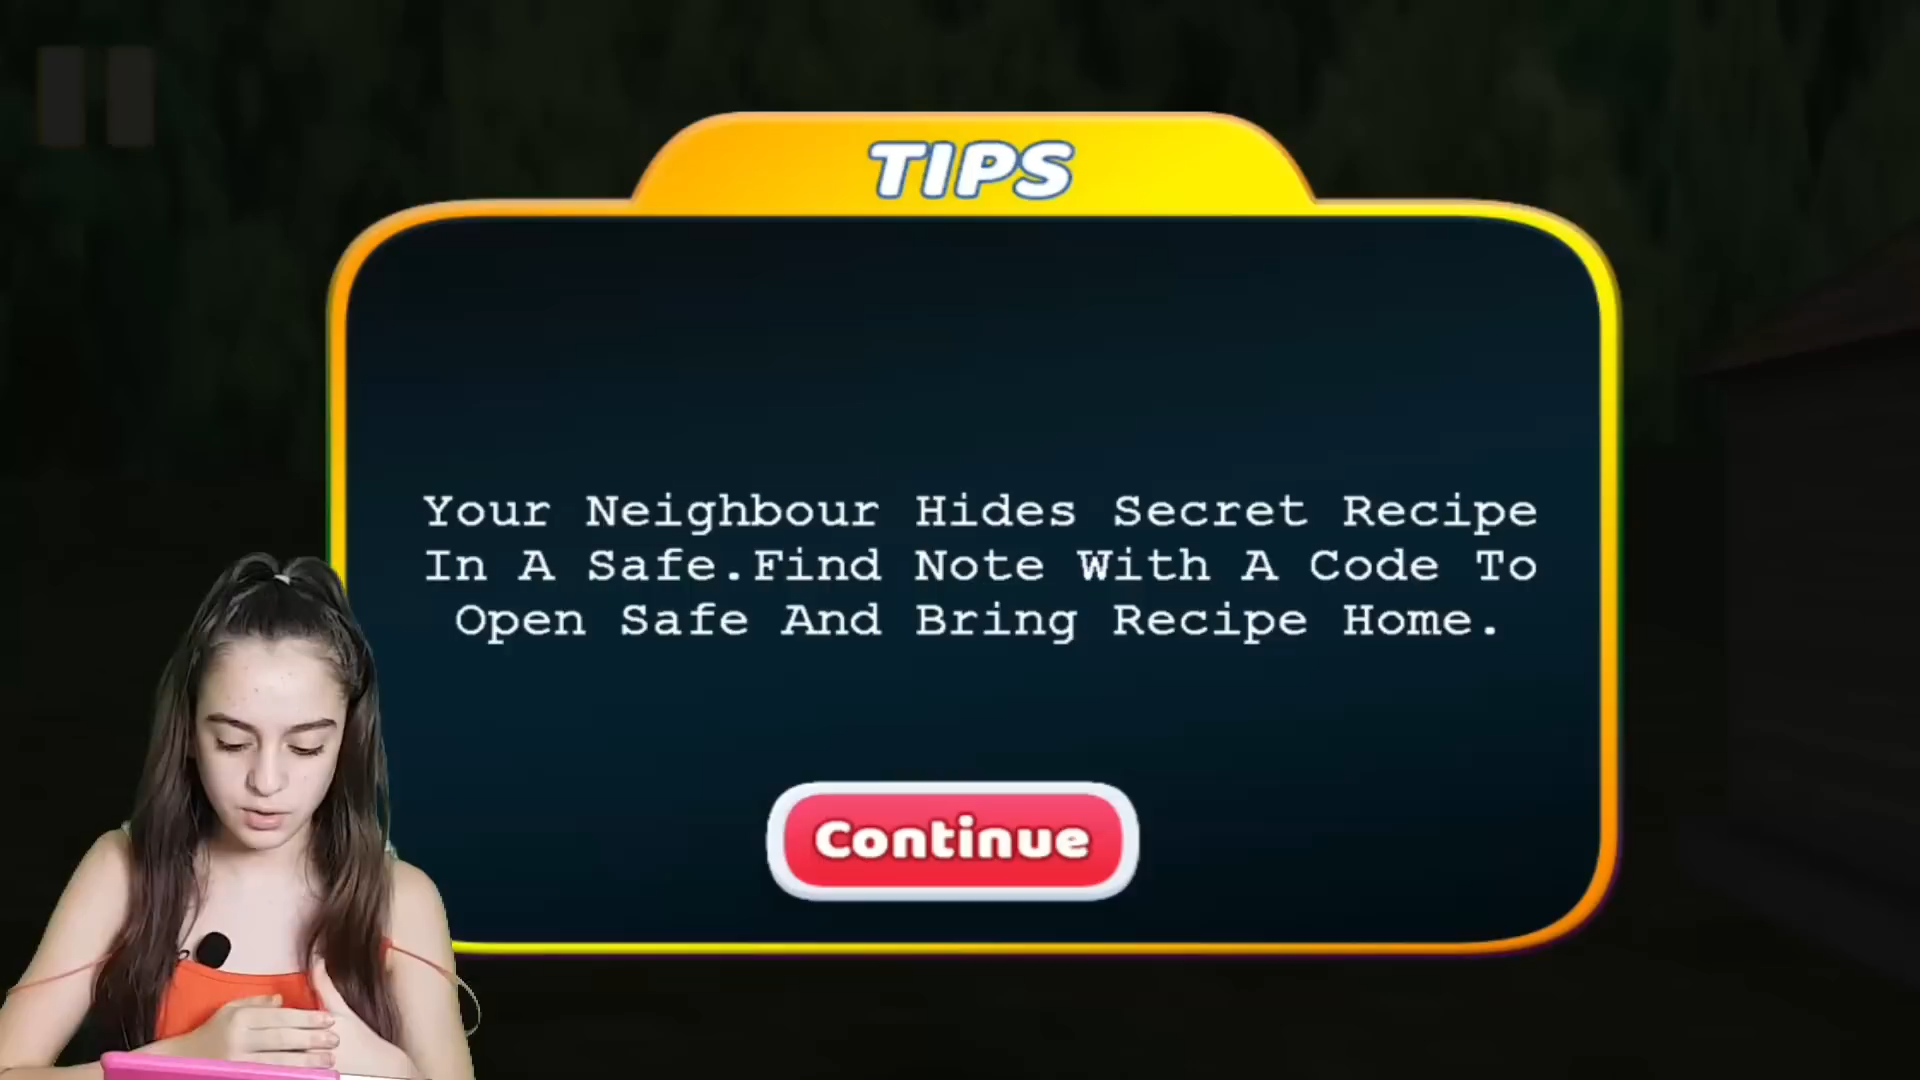 TIPS
Your Neighbour Hides Secret Recipe
In A Safe.Find Note With A Code To
Open Safe And Bring Recipe Home.
Continue